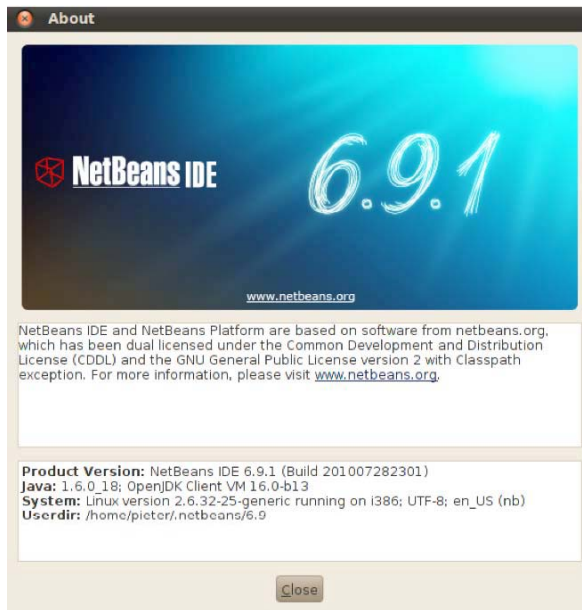 About
NetBeans IDE
6.9.1
www.netbeans.org
NetBeans IDE and NetBeans Platform are based on software from netbeans.org,
which has been dual licensed under the Common Development and Distribution
License (CDDL) and the GNU General Public License version 2 with Classpath
exception. For more information, please visit www.netbeans.org.
Product Version: NetBeans IDE 6.9.1 (Build 201007282301)
Java: 1.6.0_18; OpenJDK Client VM 16.0-b13
System: Linux version 2.6.32-25-generic running on i386; UTF-8; en_US (nb)
Userdir: /home/pieter/.netbeans/6.9
Close